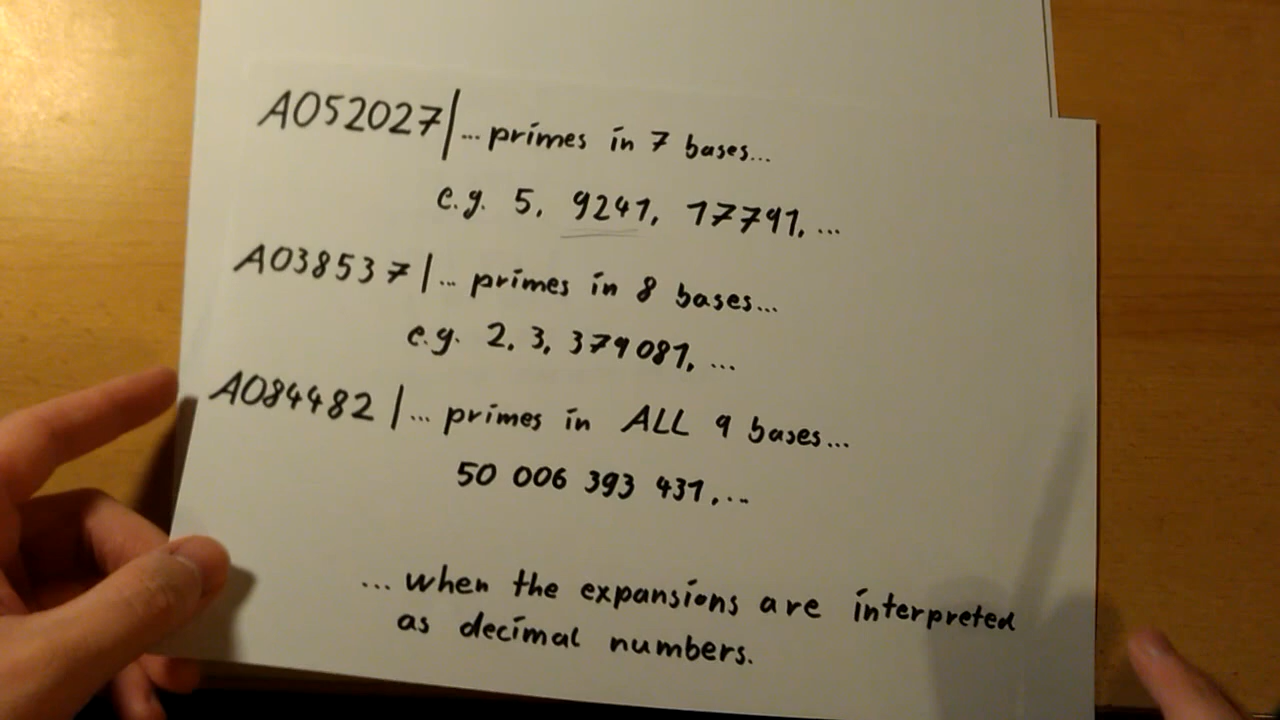 A052027 | ... primes in 7 bases...
e.g. 5, 9241, 17791, ...
A038537 | ... primes in 8 bases...
e.g. 2, 3, 379081, ...
A084482 | ... primes in ALL 9 bases...
50 006 393 431, ...
... when the expansions are interpreted
as decimal numbers.